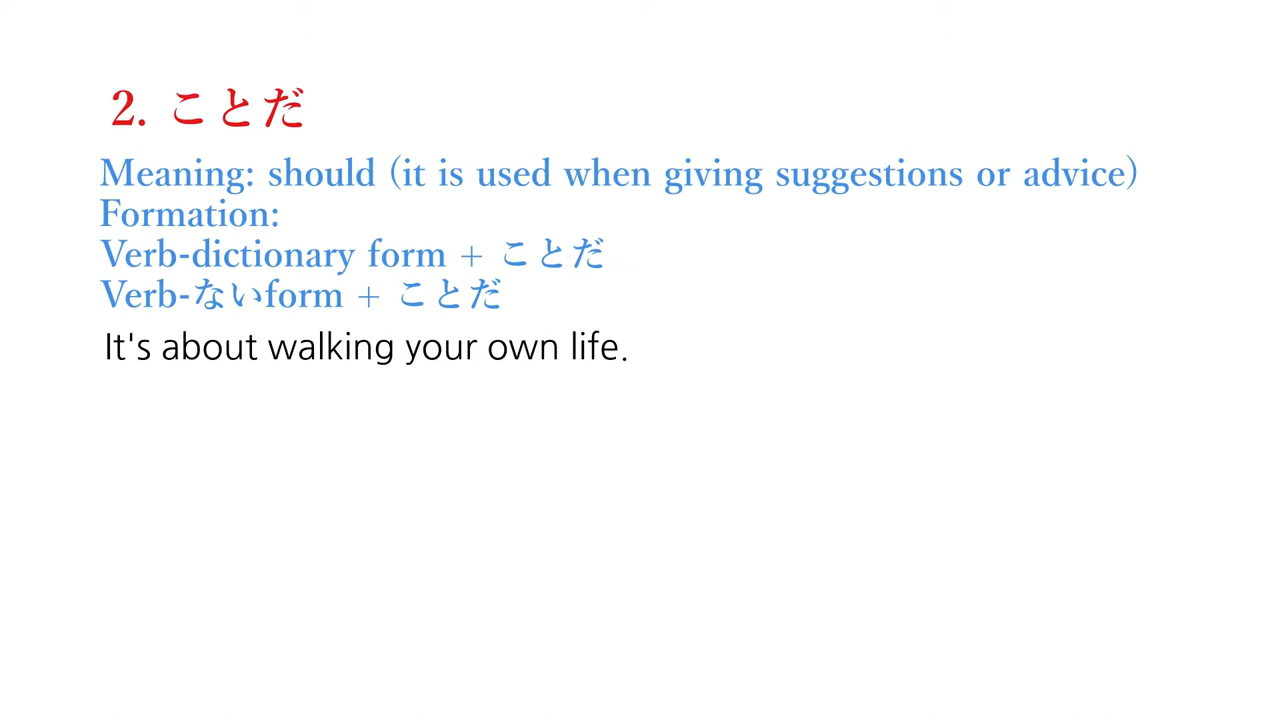 2. ことだ
Meaning: should (it is used when giving suggestions or advice)
Formation:
Verb-dictionary form + ことだ
Verb-ないform + ことだ
It's about walking your own life.